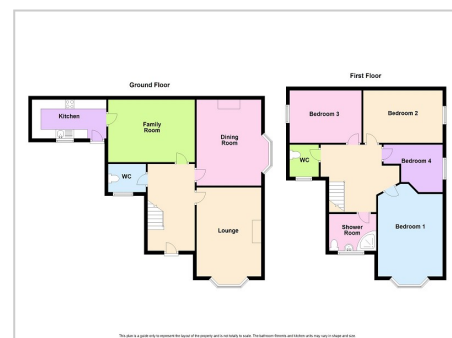 Ground Floor
First Floor
Kitchen
Family
Room
Dining
Room
WC
Lounge
Bedroom 3
Bedroom 2
WC
Bedroom 4
Shower
Room
Bedroom 1
This plan is a guide only to represent the layout of the property and is not totally to scale. The bathroom fitments and kitchen units may vary in shape and size.